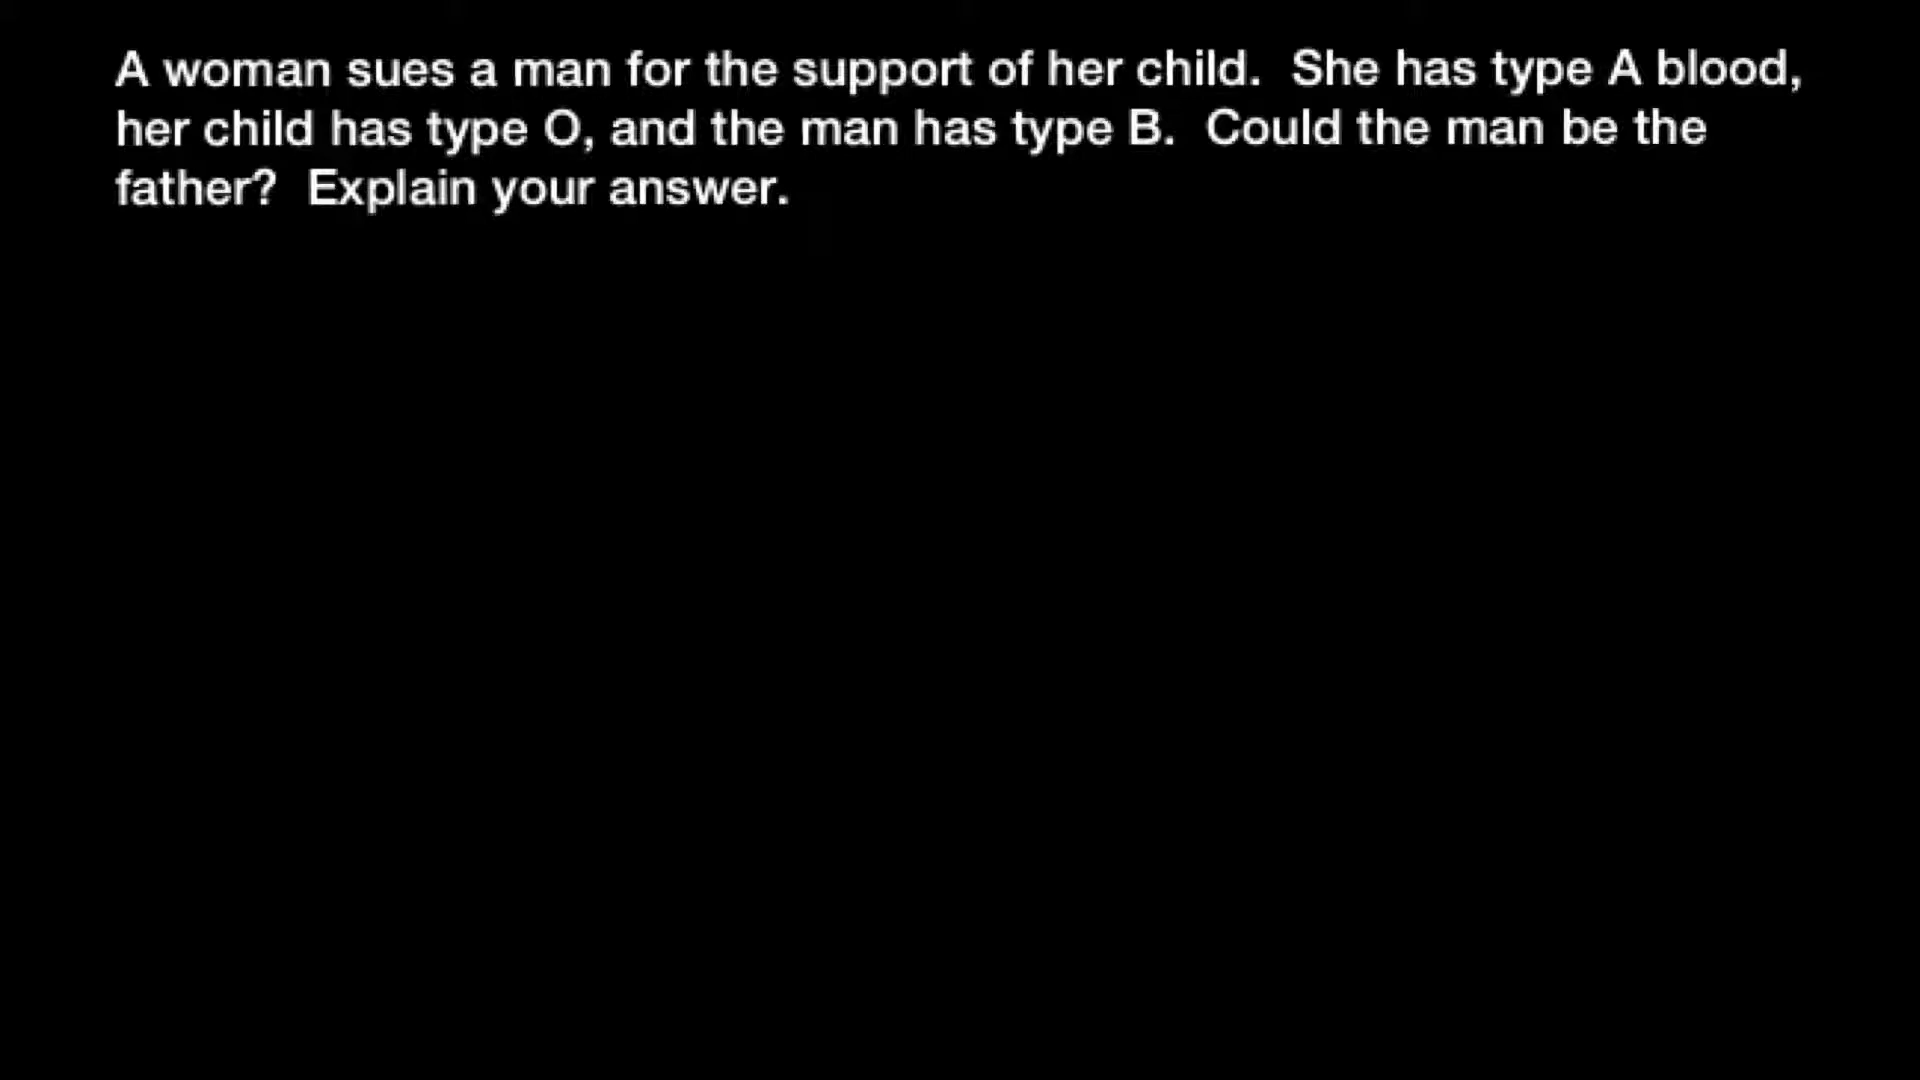 A woman sues a man for the support of her child.  She has type A blood,
her child has type O, and the man has type B.  Could the man be the
father?  Explain your answer.